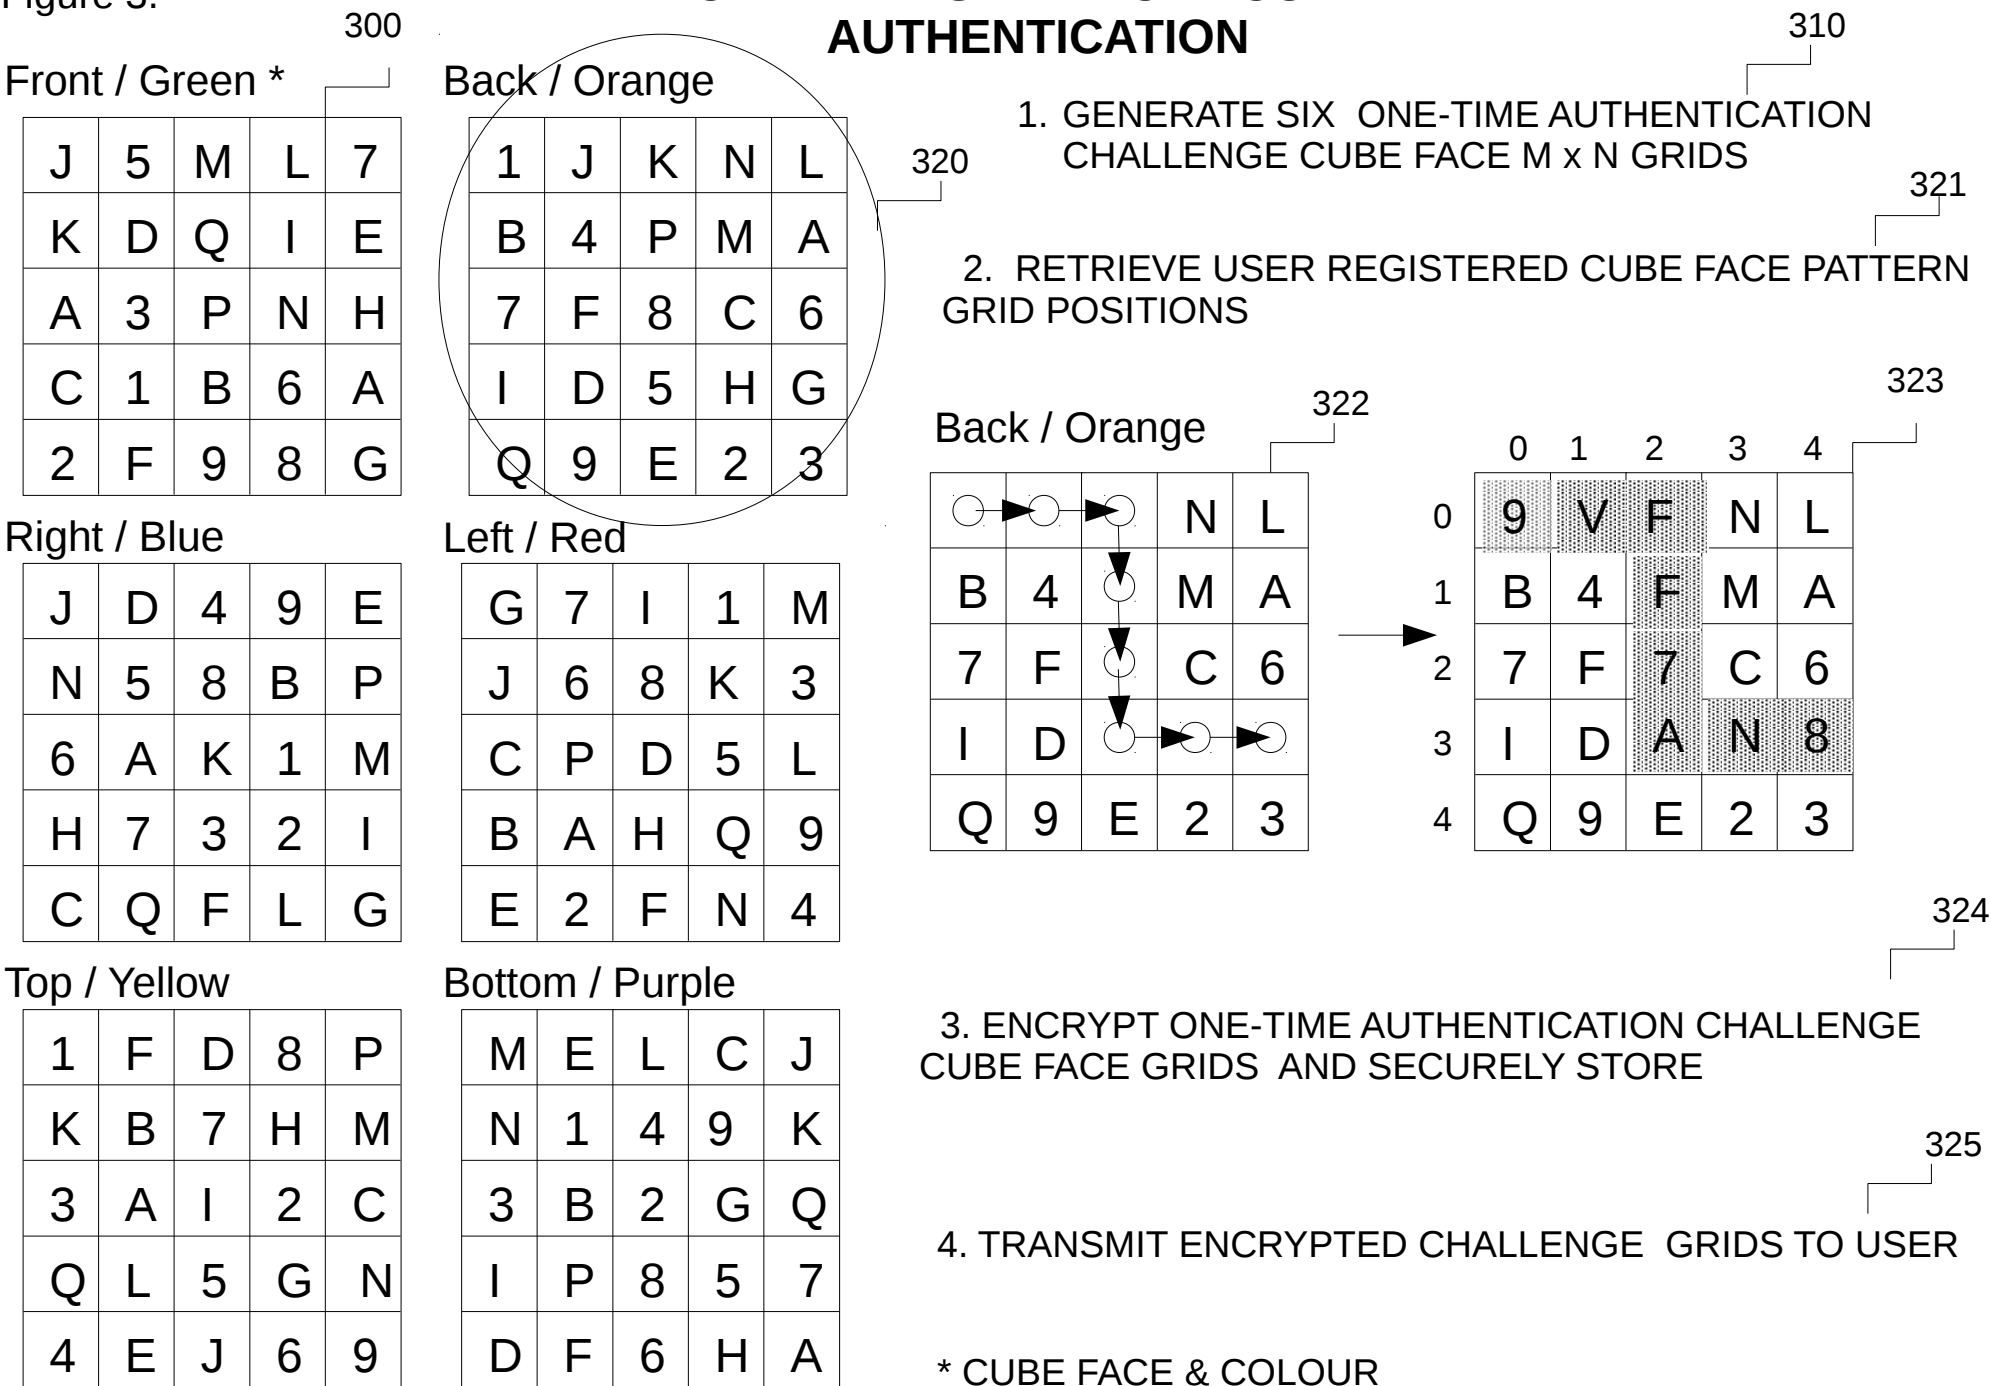 Figure 3:
AUTHENTICATION
300
310
Front / Green *
Back / Orange
J 5 M L 7
K D Q I E
A 3 P N H
C 1 B 6 A
2 F 9 8 G
1 J K N L
B 4 P M A
7 F 8 C 6
I D 5 H G
Q 9 E 2 3
320
1. GENERATE SIX ONE-TIME AUTHENTICATION
CHALLENGE CUBE FACE M x N GRIDS
321
2. RETRIEVE USER REGISTERED CUBE FACE PATTERN
GRID POSITIONS
Right / Blue
Left / Red
J D 4 9 E
N 5 8 B P
6 A K 1 M
H 7 3 2 I
C Q F L G
G 7 I 1 M
J 6 8 K 3
C P D 5 L
B A H Q 9
E 2 F N 4
Back / Orange
322
323
N L
B 4 M A
7 F C 6
I D
Q 9 E 2 3
0 1 2 3 4
0 9 V F N L
1 B 4 F M A
2 7 F 7 C 6
3 I D A N 8
4 Q 9 E 2 3
Top / Yellow
Bottom / Purple
1 F D 8 P
K B 7 H M
3 A I 2 C
Q L 5 G N
4 E J 6 9
M E L C J
N 1 4 9 K
3 B 2 G Q
I P 8 5 7
D F 6 H A
324
3. ENCRYPT ONE-TIME AUTHENTICATION CHALLENGE
CUBE FACE GRIDS AND SECURELY STORE
325
4. TRANSMIT ENCRYPTED CHALLENGE GRIDS TO USER
* CUBE FACE & COLOUR